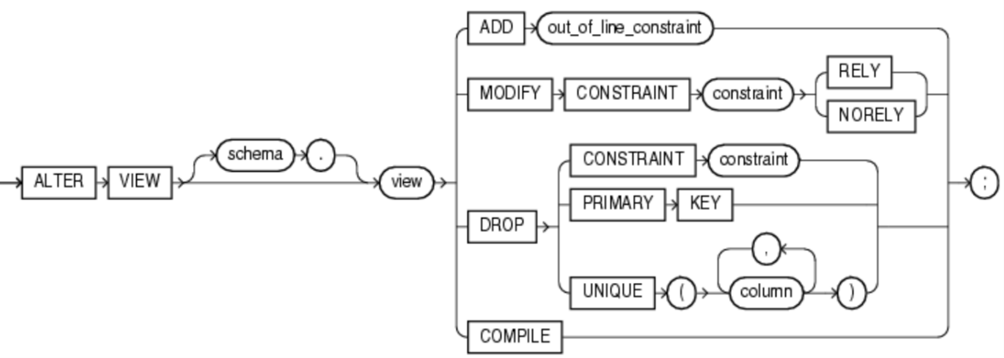 ADD out_of_line_constraint
MODIFY CONSTRAINT constraint RELY
NORELY
ALTER VIEW schema . view ;
DROP CONSTRAINT constraint
PRIMARY KEY
UNIQUE ( column , )
COMPILE